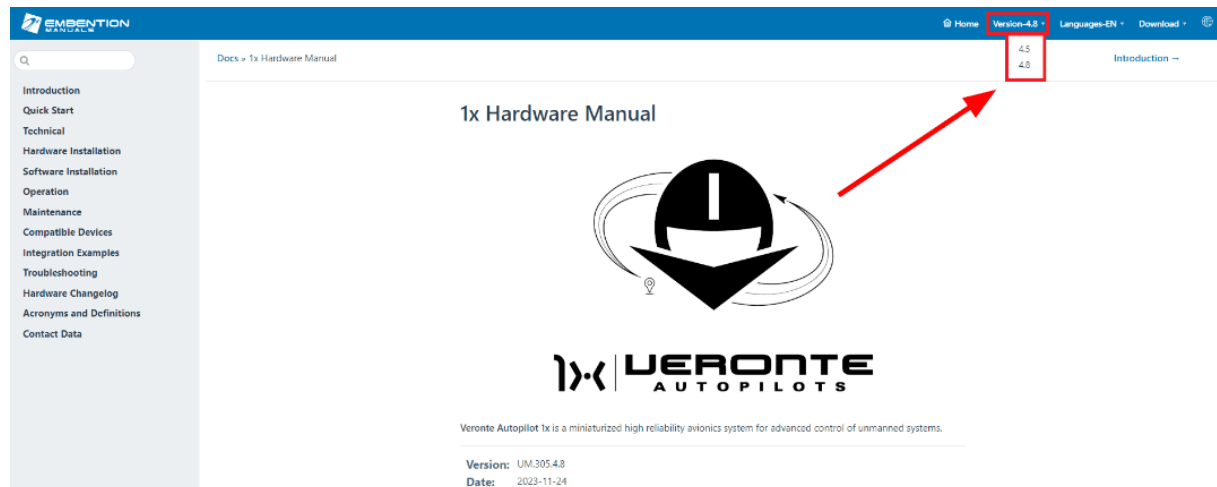 EMBENTION
MANUALS
Home Version-4.8 Languages-EN Download
4.5
4.8
Docs » 1x Hardware Manual
Introduction →
Introduction
Quick Start
Technical
Hardware Installation
Software Installation
Operation
Maintenance
Compatible Devices
Integration Examples
Troubleshooting
Hardware Changelog
Acronyms and Definitions
Contact Data
1x Hardware Manual
1x VERONTE
AUTOPILOTS
Veronte Autopilot 1x is a miniaturized high reliability avionics system for advanced control of unmanned systems.
Version: UM.305.4.8
Date: 2023-11-24